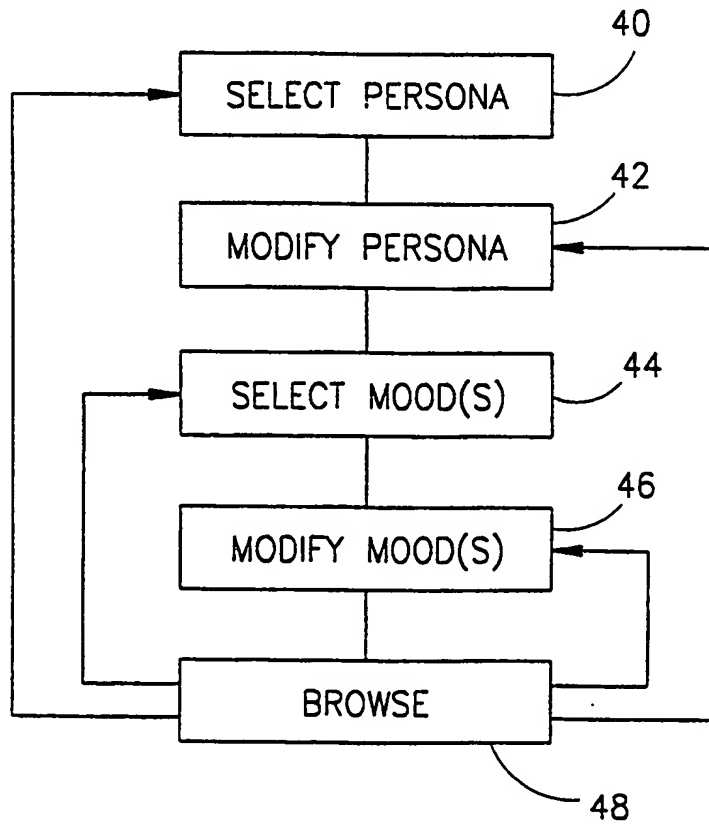 40
SELECT PERSONA
42
MODIFY PERSONA
44
SELECT MOOD(S)
46
MODIFY MOOD(S)
BROWSE
48